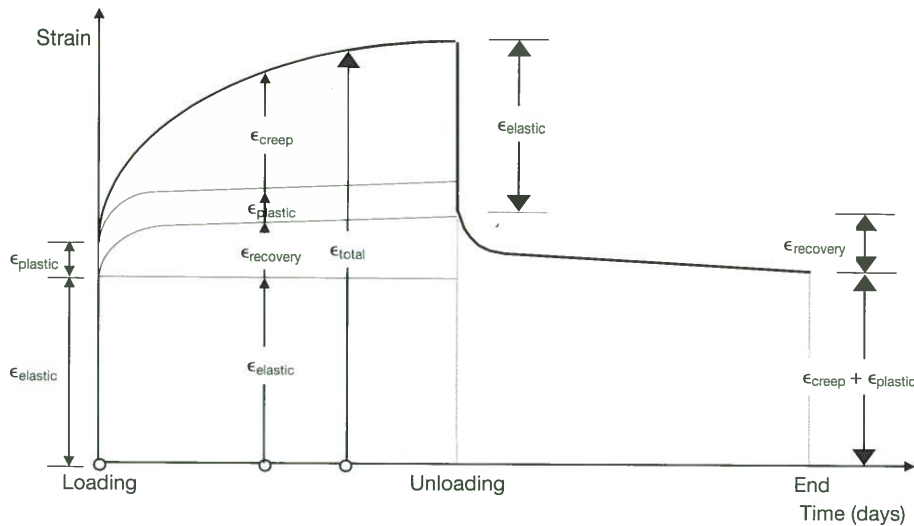 Strain
ϵelastic
ϵcreep
ϵplastic
ϵrecovery
ϵtotal
ϵplastic
ϵrecovery
ϵelastic
ϵelastic
ϵcreep + ϵplastic
Loading
Unloading
End
Time (days)